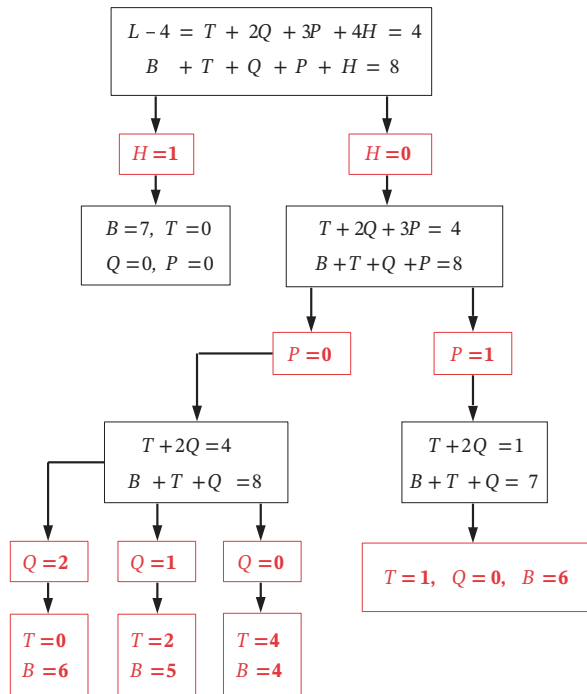 L – 4 = T + 2Q + 3P + 4H = 4
B + T + Q + P + H = 8
H = 1
H = 0
B = 7, T = 0
Q = 0, P = 0
T + 2Q + 3P = 4
B + T + Q + P = 8
P = 0
P = 1
T + 2Q = 4
B + T + Q = 8
T + 2Q = 1
B + T + Q = 7
Q = 2
Q = 1
Q = 0
T = 1, Q = 0, B = 6
T = 0
B = 6
T = 2
B = 5
T = 4
B = 4